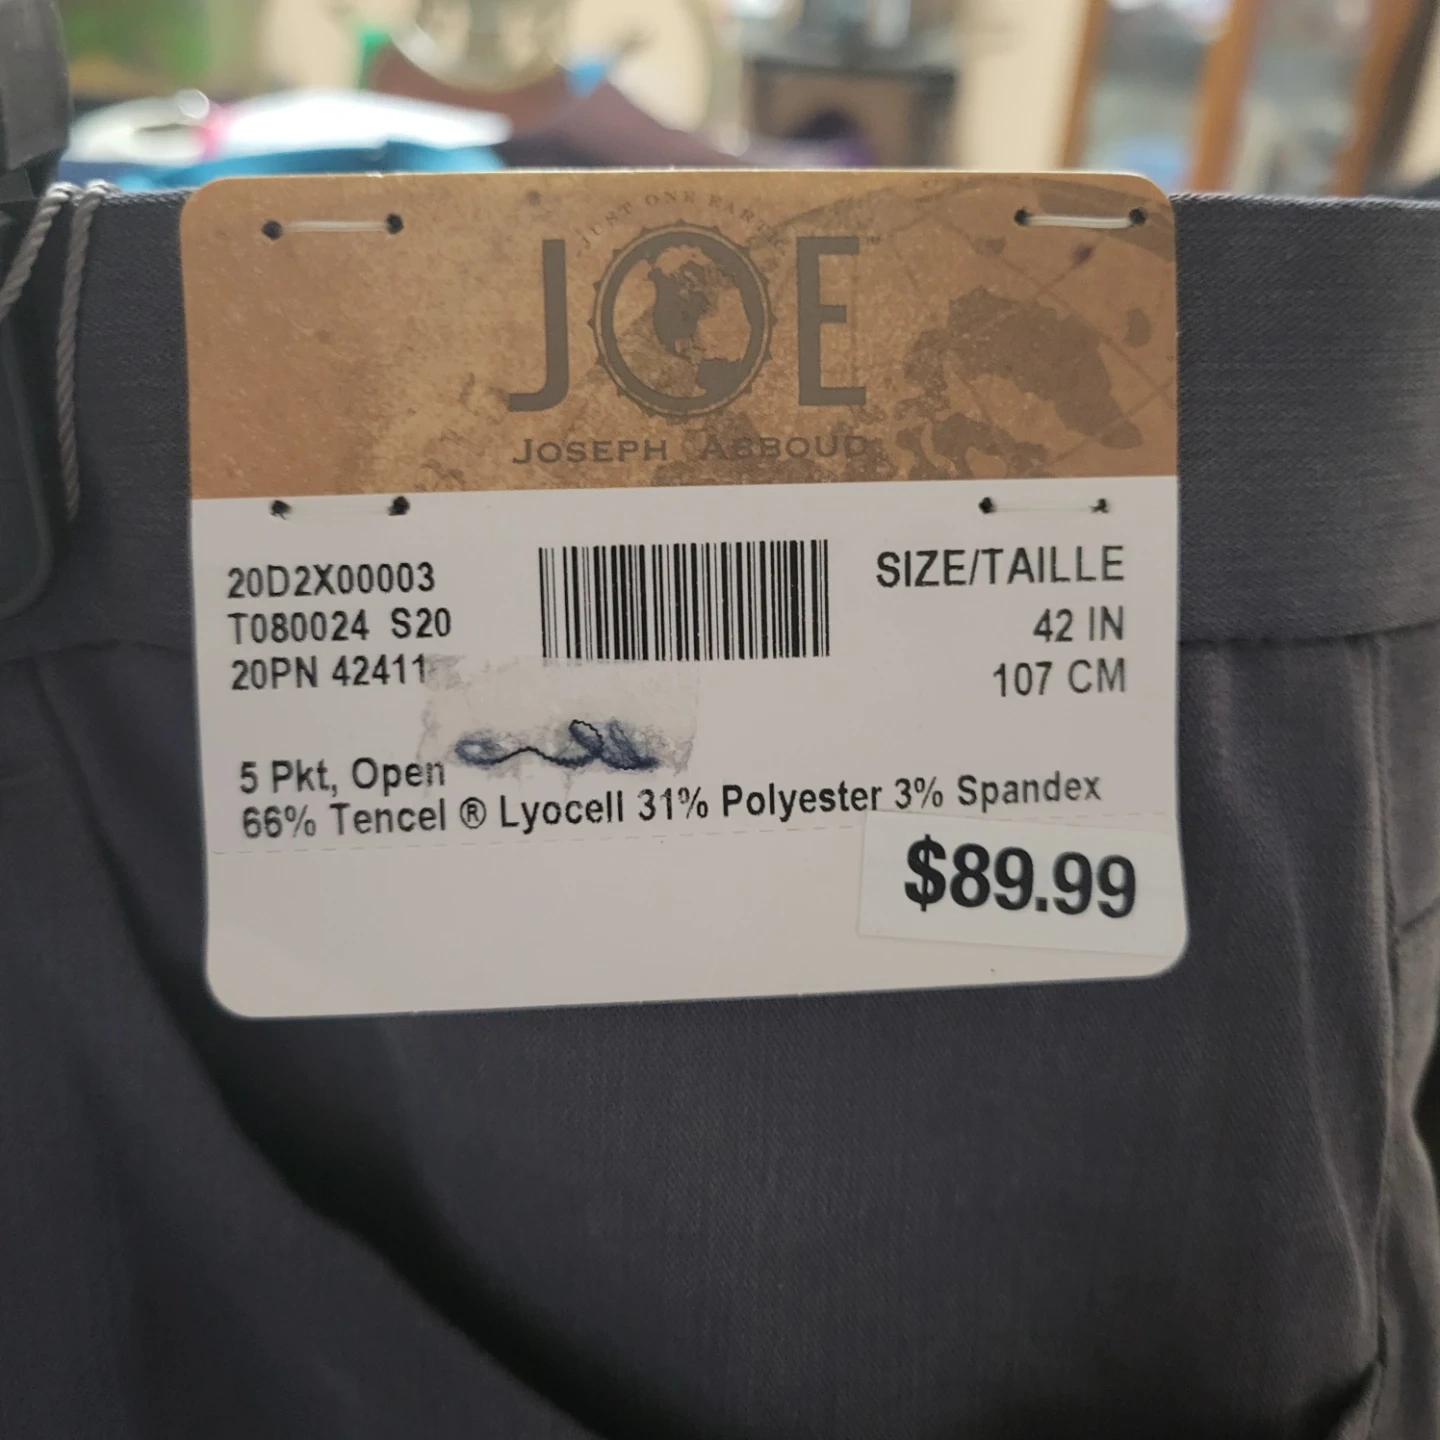 JUST ONE EARTH
JOE™
JOSEPH ABBOUD
20D2X00003
T080024 S20
20PN 42411
SIZE/TAILLE
42 IN
107 CM
5 Pkt, Open
66% Tencel ® Lyocell 31% Polyester 3% Spandex
$89.99